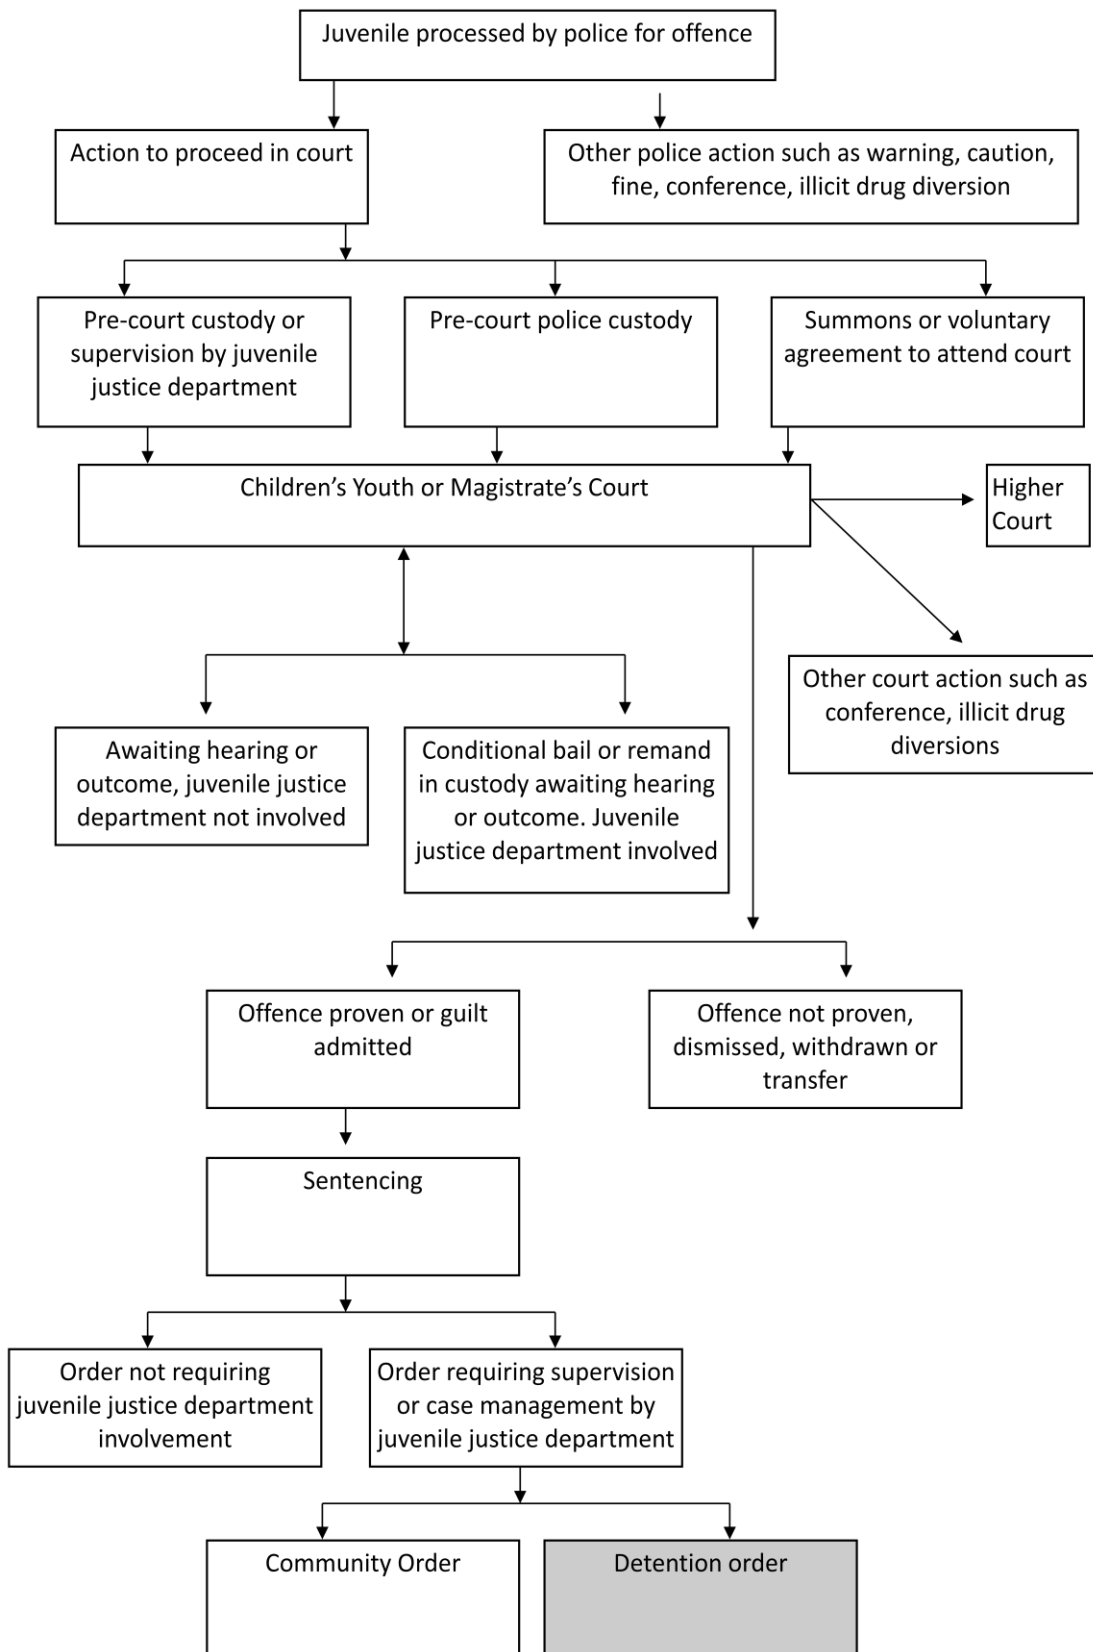 Juvenile processed by police for offence
Action to proceed in court
Other police action such as warning, caution,
fine, conference, illicit drug diversion
Pre-court custody or
supervision by juvenile
justice department
Pre-court police custody
Summons or voluntary
agreement to attend court
Children’s Youth or Magistrate’s Court
Higher
Court
Other court action such as
conference, illicit drug
diversions
Awaiting hearing or
outcome, juvenile justice
department not involved
Conditional bail or remand
in custody awaiting hearing
or outcome. Juvenile
justice department involved
Offence proven or guilt
admitted
Offence not proven,
dismissed, withdrawn or
transfer
Sentencing
Order not requiring
juvenile justice department
involvement
Order requiring supervision
or case management by
juvenile justice department
Community Order
Detention order